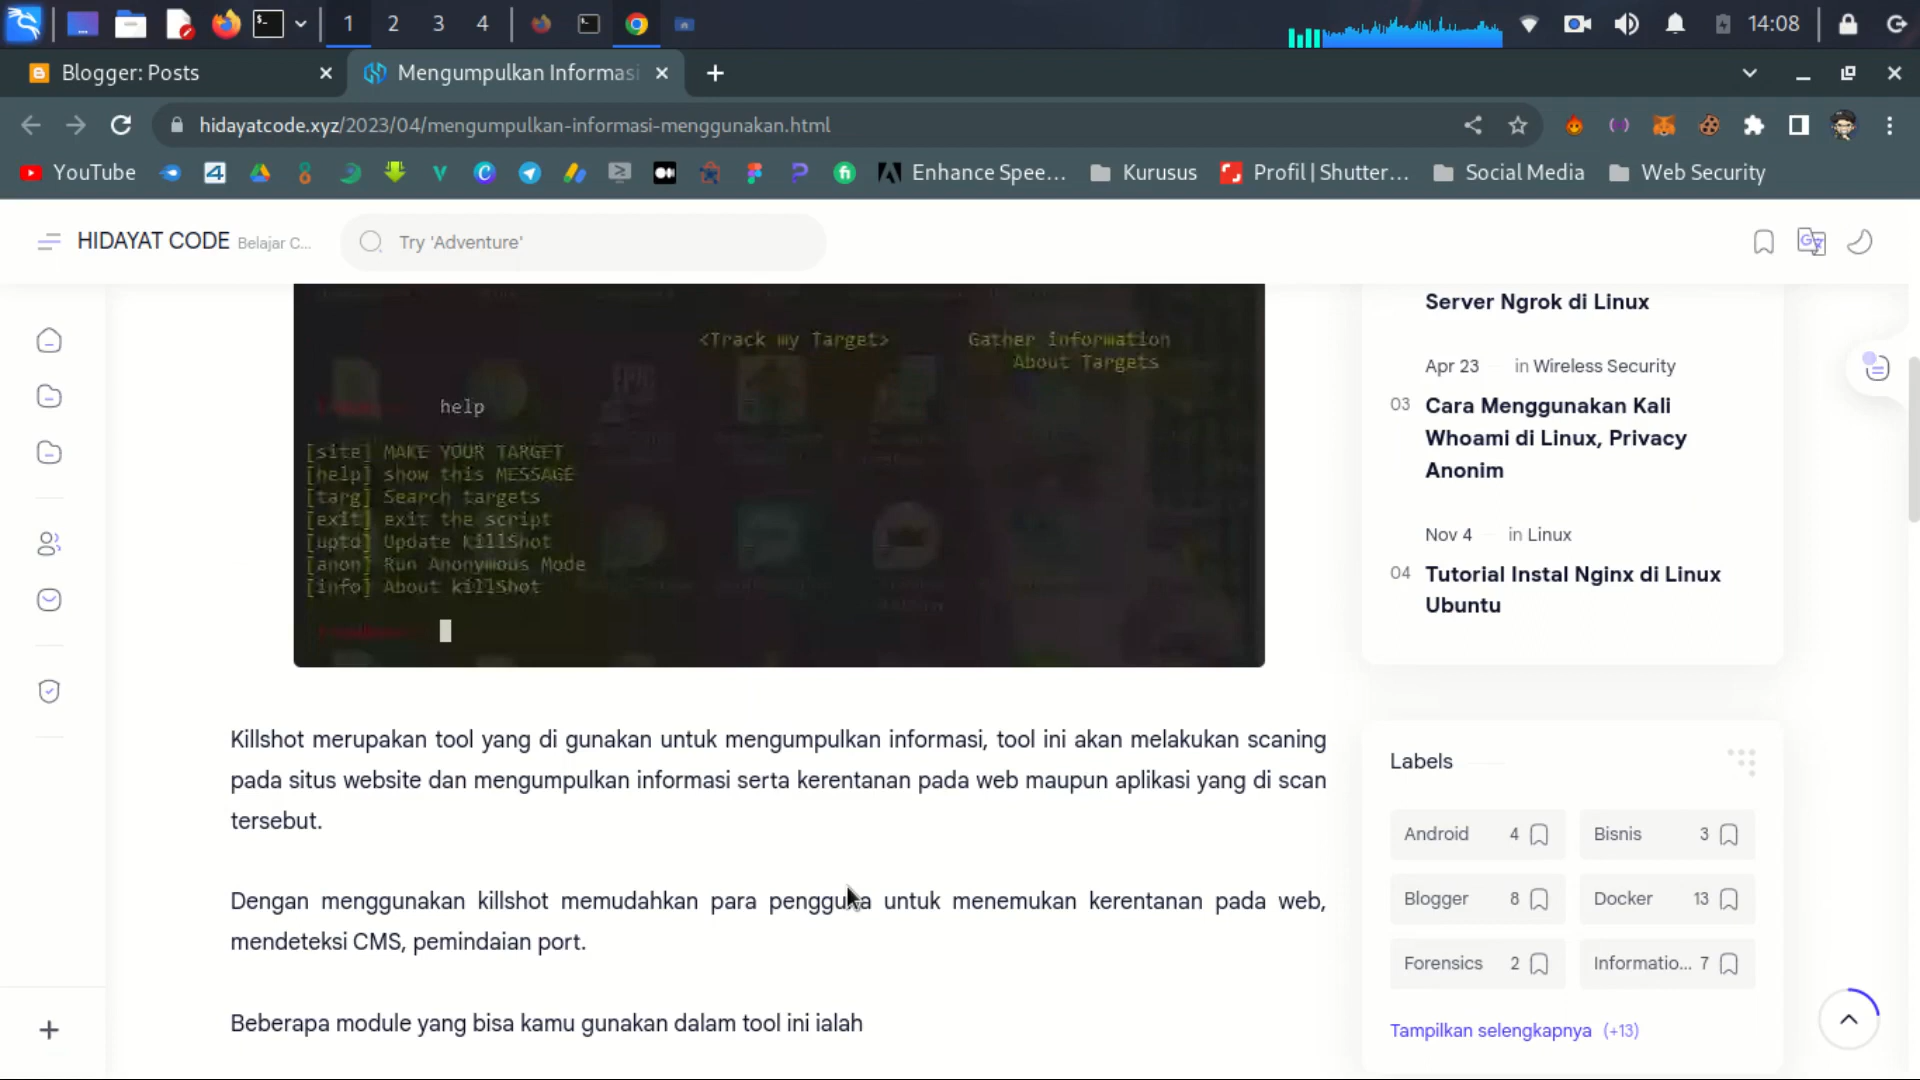 1 2 3 4 14:08
Blogger: Posts Mengumpulkan Informasi
hidayatcode.xyz/2023/04/mengumpulkan-informasi-menggunakan.html
YouTube Enhance Spee... Kurusus Profil | Shutter... Social Media Web Security
HIDAYAT CODE Belajar C... Try 'Adventure'
<Track my Target> Gather information
About Targets
help
[site] MAKE YOUR TARGET
[help] show this MESSAGE
[targ] Search targets
[exit] exit the script
[uptd] Update killShot
[anon] Run Anonymous Mode
[info] About killShot
Killshot merupakan tool yang di gunakan untuk mengumpulkan informasi, tool ini akan melakukan scaning
pada situs website dan mengumpulkan informasi serta kerentanan pada web maupun aplikasi yang di scan
tersebut.
Dengan menggunakan killshot memudahkan para pengguna untuk menemukan kerentanan pada web,
mendeteksi CMS, pemindaian port.
Beberapa module yang bisa kamu gunakan dalam tool ini ialah
Server Ngrok di Linux
Apr 23 in Wireless Security
03 Cara Menggunakan Kali
Whoami di Linux, Privacy
Anonim
Nov 4 in Linux
04 Tutorial Instal Nginx di Linux
Ubuntu
Labels
Android 4 Bisnis 3
Blogger 8 Docker 13
Forensics 2 Informatio... 7
Tampilkan selengkapnya (+13)